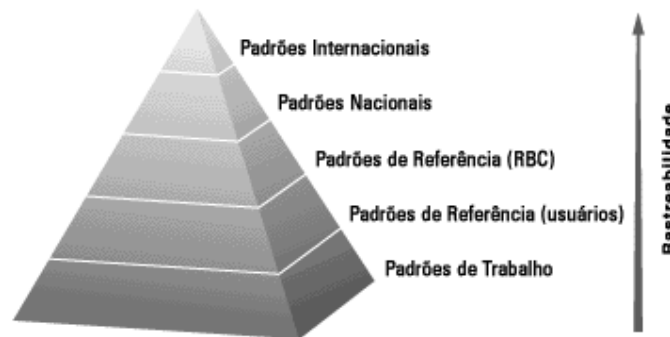 Padrões Internacionais
Padrões Nacionais
Padrões de Referência (RBC)
Padrões de Referência (usuários)
Padrões de Trabalho
Rastreabilidade